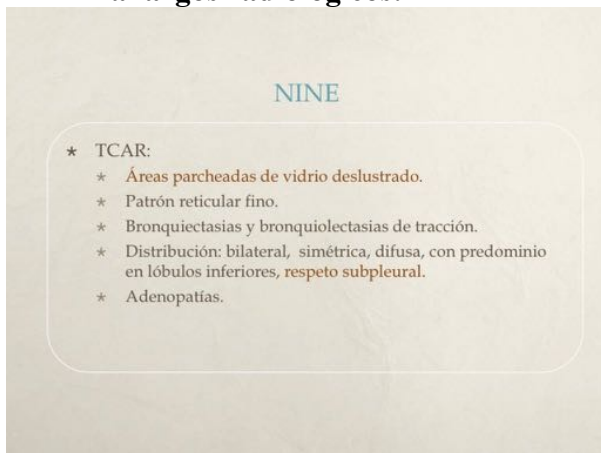 NINE
* TCAR:
* Áreas parcheadas de vidrio deslustrado.
* Patrón reticular fino.
* Bronquiectasias y bronquiolectasias de tracción.
* Distribución: bilateral, simétrica, difusa, con predominio
en lóbulos inferiores, respeto subpleural.
* Adenopatías.